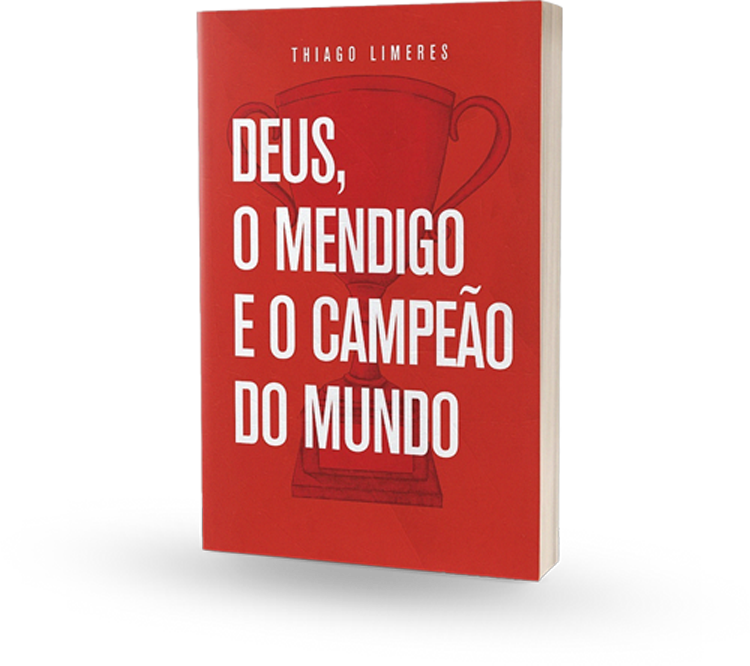 THIAGO LIMERES
DEUS,
O MENDIGO
E O CAMPEÃO
DO MUNDO